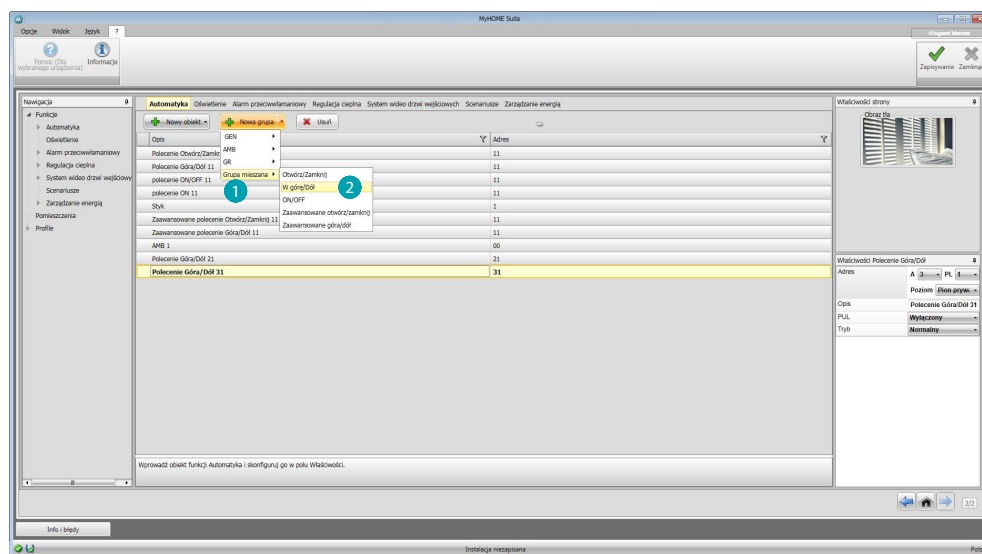 MyHOME Suite
Opcje Widok Język ?
Pomoc (Dla wybranego urządzenia)
Informacje
Zapisywanie Zamkną
Nawigacja
Funkcje
Automatyka
Oświetlenie
Alarm przeciwwłamaniowy
Regulacja cieplna
System wideo drzwi wejściowy
Scenariusze
Zarządzanie energią
Pomieszczenia
Profile
Automatyka Oświetlenie Alarm przeciwwłamaniowy Regulacja cieplna System wideo drzwi wejściowych Scenariusze Zarządzanie energią
Nowy obiekt Nowa grupa Usuń
Opis Adres
Polecenie Otwórz/Zamkn 11
Polecenie Góra/Dół 11 11
polecenie ON/OFF 11 11
polecenie ON 11 11
Styk 1
Zaawansowane polecenie Otwórz/Zamknij 11 11
Zaawansowane polecenie Góra/Dół 11 11
AMB 1 00
Polecenie Góra/Dół 21 21
Polecenie Góra/Dół 31 31
GEN
AMB
GR
Grupa mieszana
1
Otwórz/Zamknij
W górę/Dół
2
ON/OFF
Zaawansowane otwórz/zamknij
Zaawansowane góra/dół
Wprowadź obiekt funkcji Automatyka i skonfiguruj go w polu Właściwości.
Właściwości strony
Obraz tła
Właściwości Polecenie Góra/Dół
Adres A 3 PL 1
Poziom Pion pryw
Opis Polecenie Góra/Dół 31
PUL Wyłączony
Tryb Normalny
2/2
Info i błędy
Instalacja niezapisana
Pols